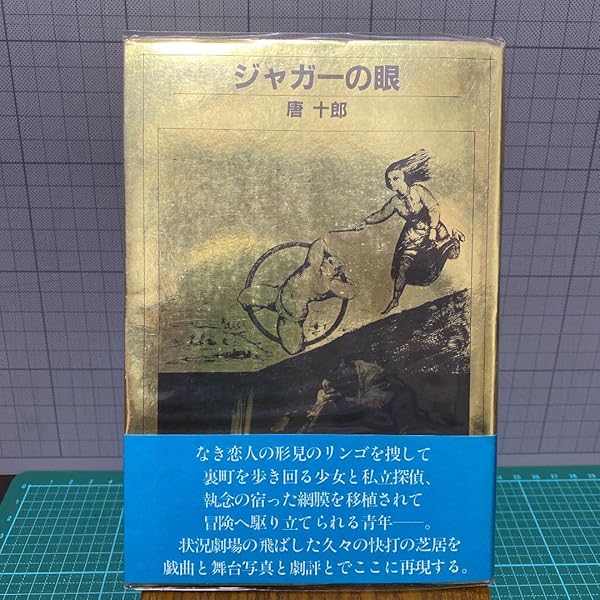 ジャガーの眼
唐 十郎
なき恋人の形見のリンゴを捜して
裏町を歩き回る少女と私立探偵、
執念の宿った網膜を移植されて
冒険へ駆り立てられる青年——。
状況劇場の飛ばした久々の快打の芝居を
戯曲と舞台写真と劇評とでここに再現する。